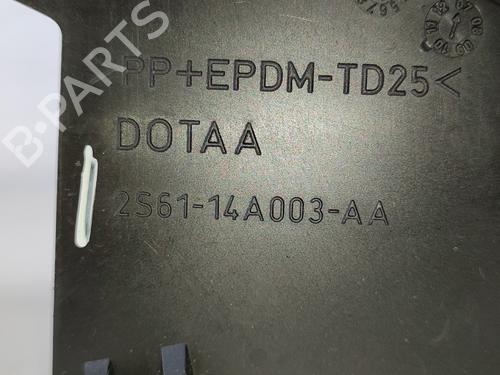 PP+EPDM-TD25<
DOTAA
2S61-14A003-AA
B-PARTS